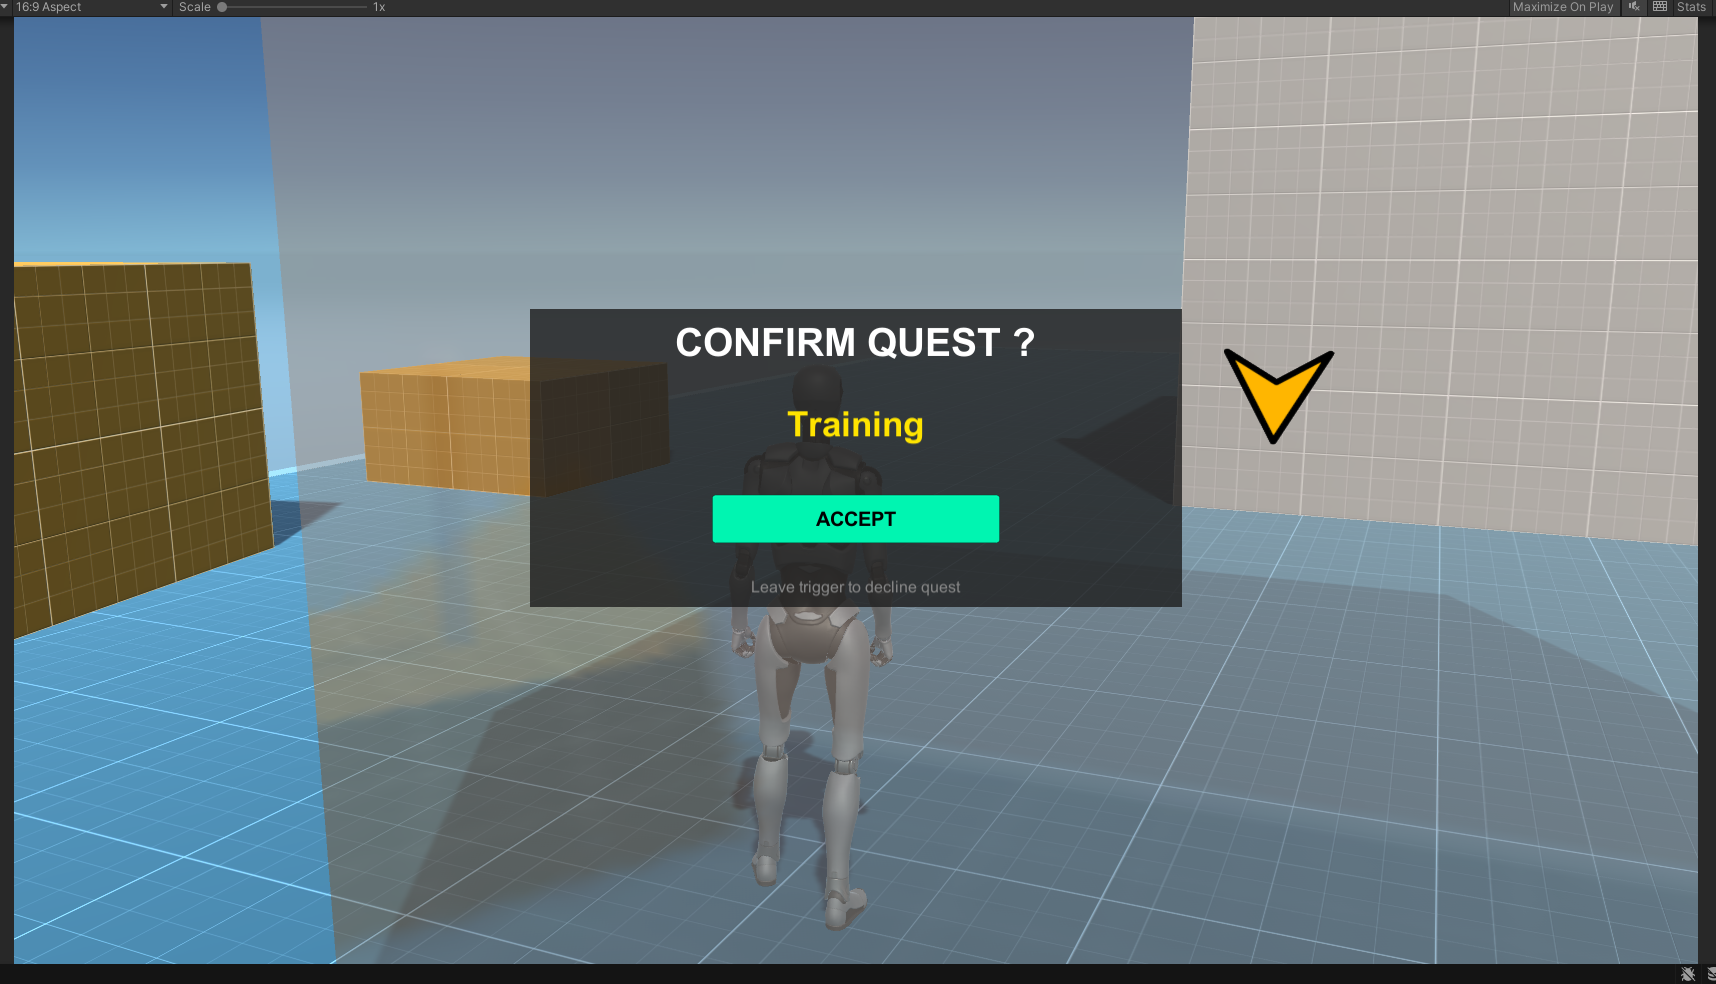 16:9 Aspect Scale 1x Maximize On Play Stats
CONFIRM QUEST ?
Training
ACCEPT
Leave trigger to decline quest